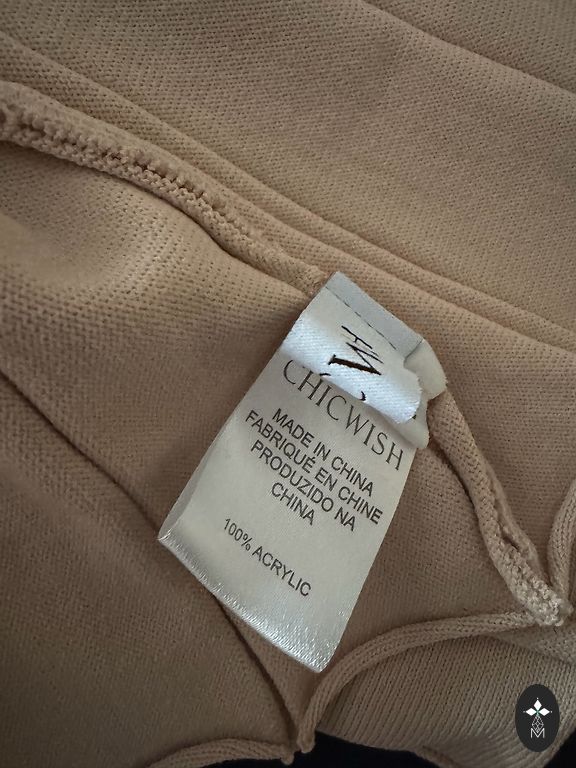 M
CHICWISH
MADE IN CHINA
FABRIQUÉ EN CHINE
PRODUZIDO NA
CHINA
100% ACRYLIC
M